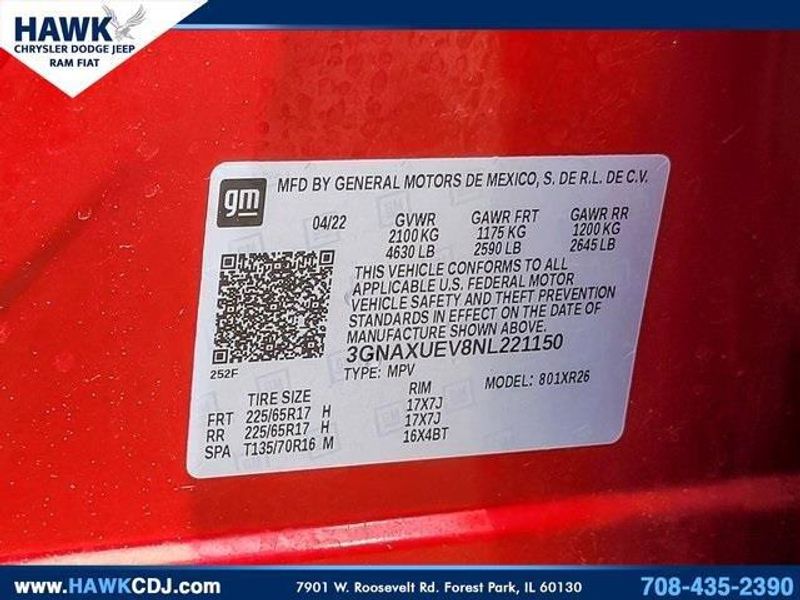 HAWK
CHRYSLER DODGE JEEP
RAM FIAT
gm
MFD BY GENERAL MOTORS DE MEXICO, S. DE R.L. DE C.V.
04/22 GVWR GAWR FRT GAWR RR
2100 KG 1175 KG 1200 KG
4630 LB 2590 LB 2645 LB
THIS VEHICLE CONFORMS TO ALL
APPLICABLE U.S. FEDERAL MOTOR
VEHICLE SAFETY AND THEFT PREVENTION
STANDARDS IN EFFECT ON THE DATE OF
MANUFACTURE SHOWN ABOVE.
3GNAXUEV8NL221150
252F
TYPE: MPV MODEL: 801XR26
TIRE SIZE RIM
FRT 225/65R17 H 17X7J
RR 225/65R17 H 17X7J
SPA T135/70R16 M 16X4BT
www.HAWKCDJ.com 7901 W. Roosevelt Rd. Forest Park, IL 60130 708-435-2390